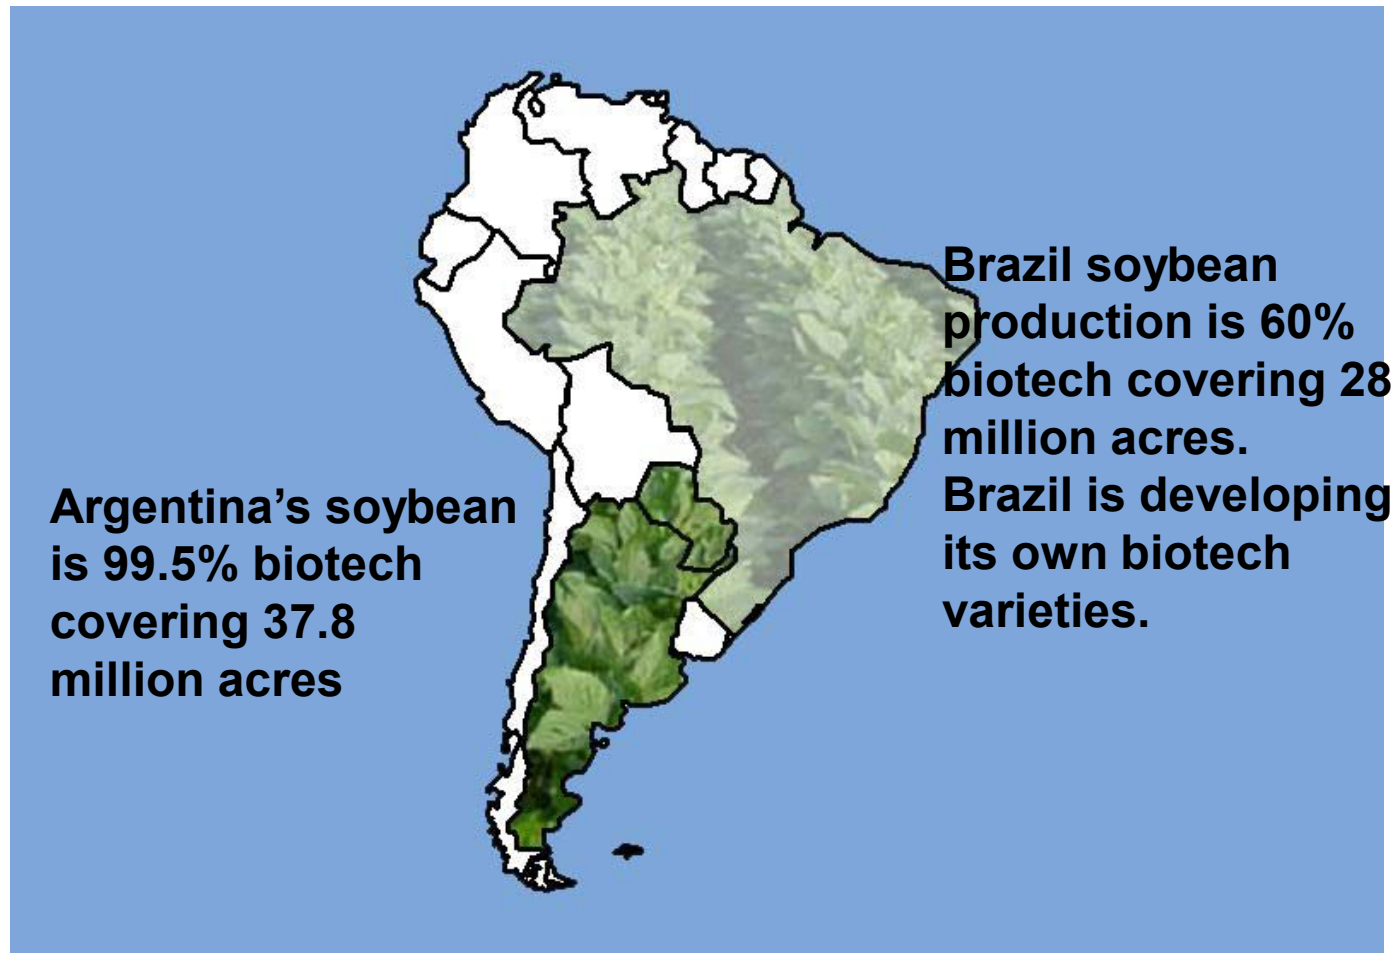 Brazil soybean
production is 60%
biotech covering 28
million acres.
Brazil is developing
its own biotech
varieties.
Argentina’s soybean
is 99.5% biotech
covering 37.8
million acres